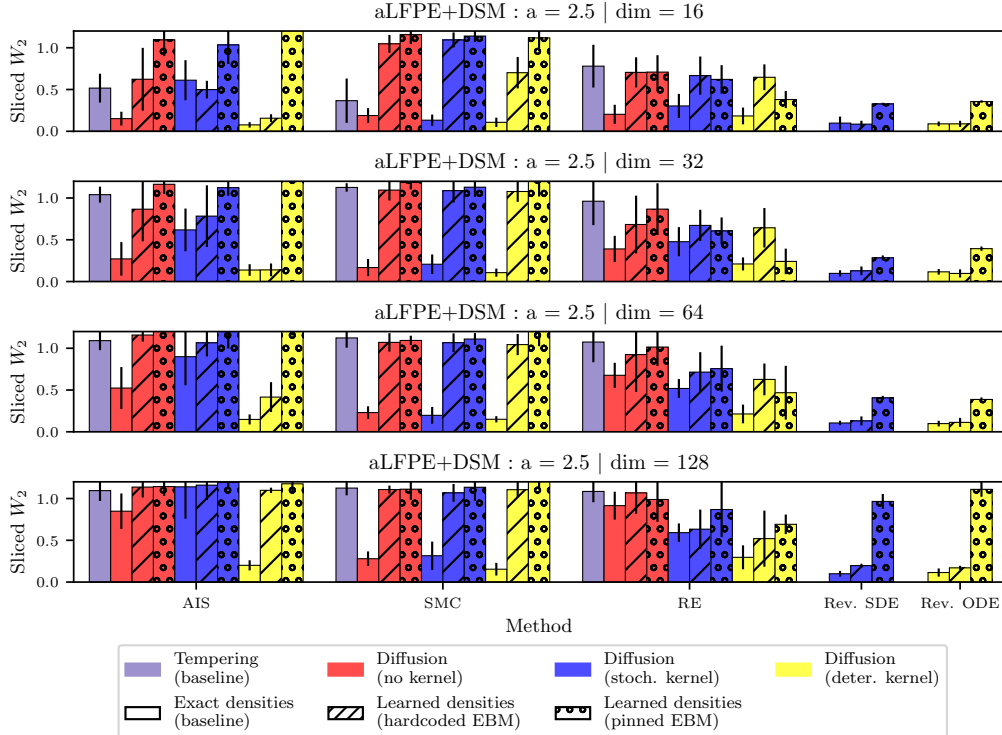 aLFPE+DSM : a = 2.5 | dim = 16
Sliced W2
1.0
0.5
0.0
aLFPE+DSM : a = 2.5 | dim = 32
Sliced W2
1.0
0.5
0.0
aLFPE+DSM : a = 2.5 | dim = 64
Sliced W2
1.0
0.5
0.0
aLFPE+DSM : a = 2.5 | dim = 128
Sliced W2
1.0
0.5
0.0
AIS SMC RE Rev. SDE Rev. ODE
Method
Tempering
(baseline)
Diffusion
(no kernel)
Diffusion
(stoch. kernel)
Diffusion
(deter. kernel)
Exact densities
(baseline)
Learned densities
(hardcoded EBM)
Learned densities
(pinned EBM)